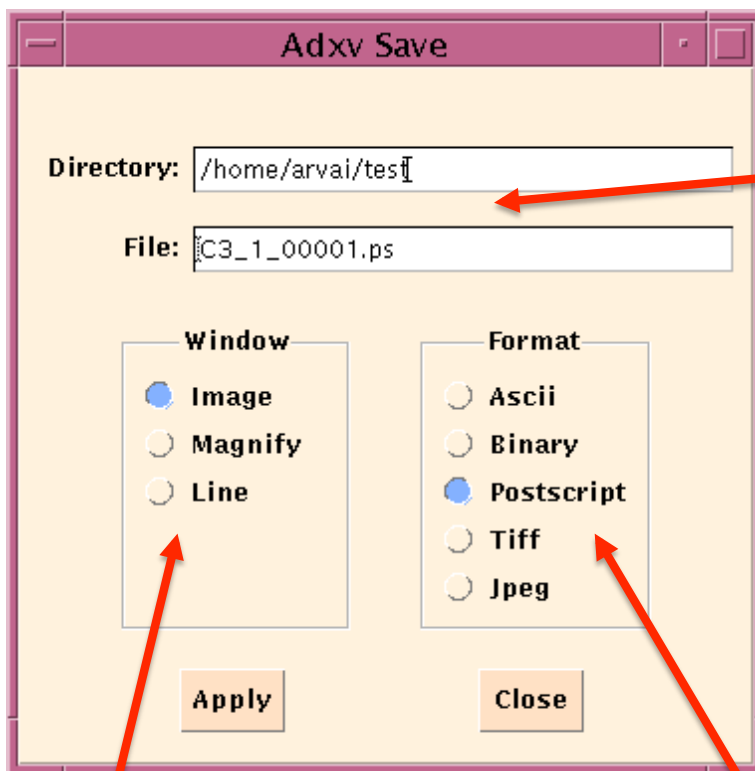 Adxv Save
Directory: /home/arvai/test
File: C3_1_00001.ps
Window
Image
Magnify
Line
Format
Ascii
Binary
Postscript
Tiff
Jpeg
Apply
Close